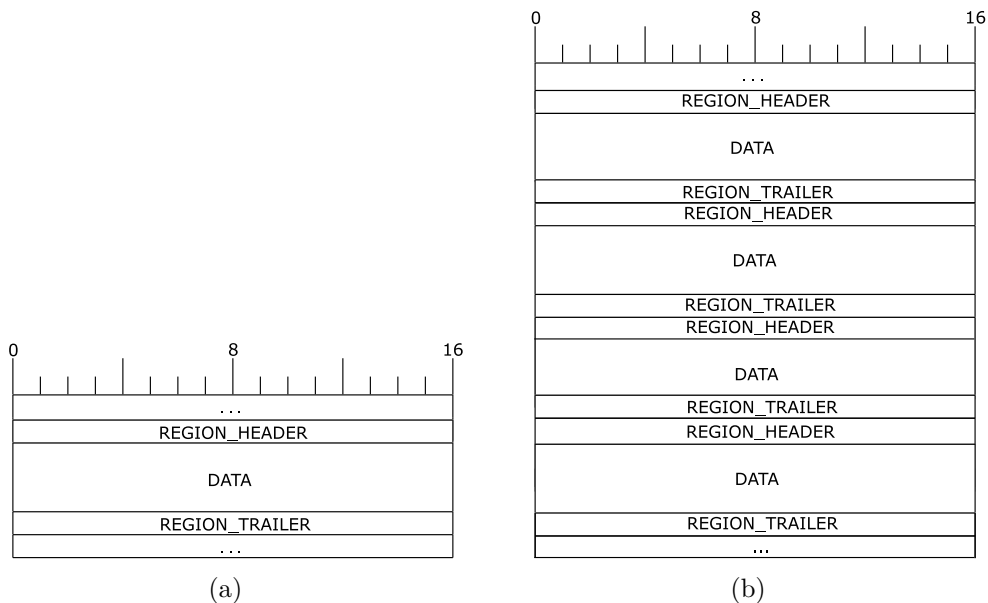 0 8 16
...
REGION_HEADER
DATA
REGION_TRAILER
...
(a)
0 8 16
...
REGION_HEADER
DATA
REGION_TRAILER
REGION_HEADER
DATA
REGION_TRAILER
REGION_HEADER
DATA
REGION_TRAILER
REGION_HEADER
DATA
REGION_TRAILER
...
(b)